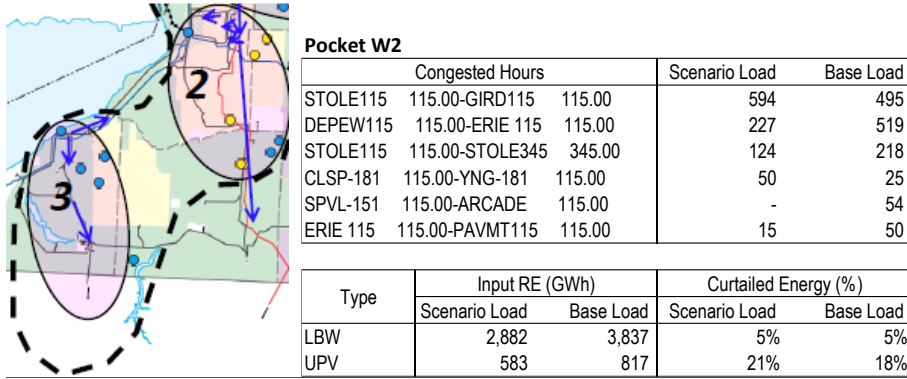 2
3
Pocket W2
Congested Hours Scenario Load Base Load
STOLE115 115.00-GIRD115 115.00 594 495
DEPEW115 115.00-ERIE 115 115.00 227 519
STOLE115 115.00-STOLE345 345.00 124 218
CLSP-181 115.00-YNG-181 115.00 50 25
SPVL-151 115.00-ARCADE 115.00 - 54
ERIE 115 115.00-PAVMT115 115.00 15 50
Type Input RE (GWh) Curtailed Energy (%)
Scenario Load Base Load Scenario Load Base Load
LBW 2,882 3,837 5% 5%
UPV 583 817 21% 18%